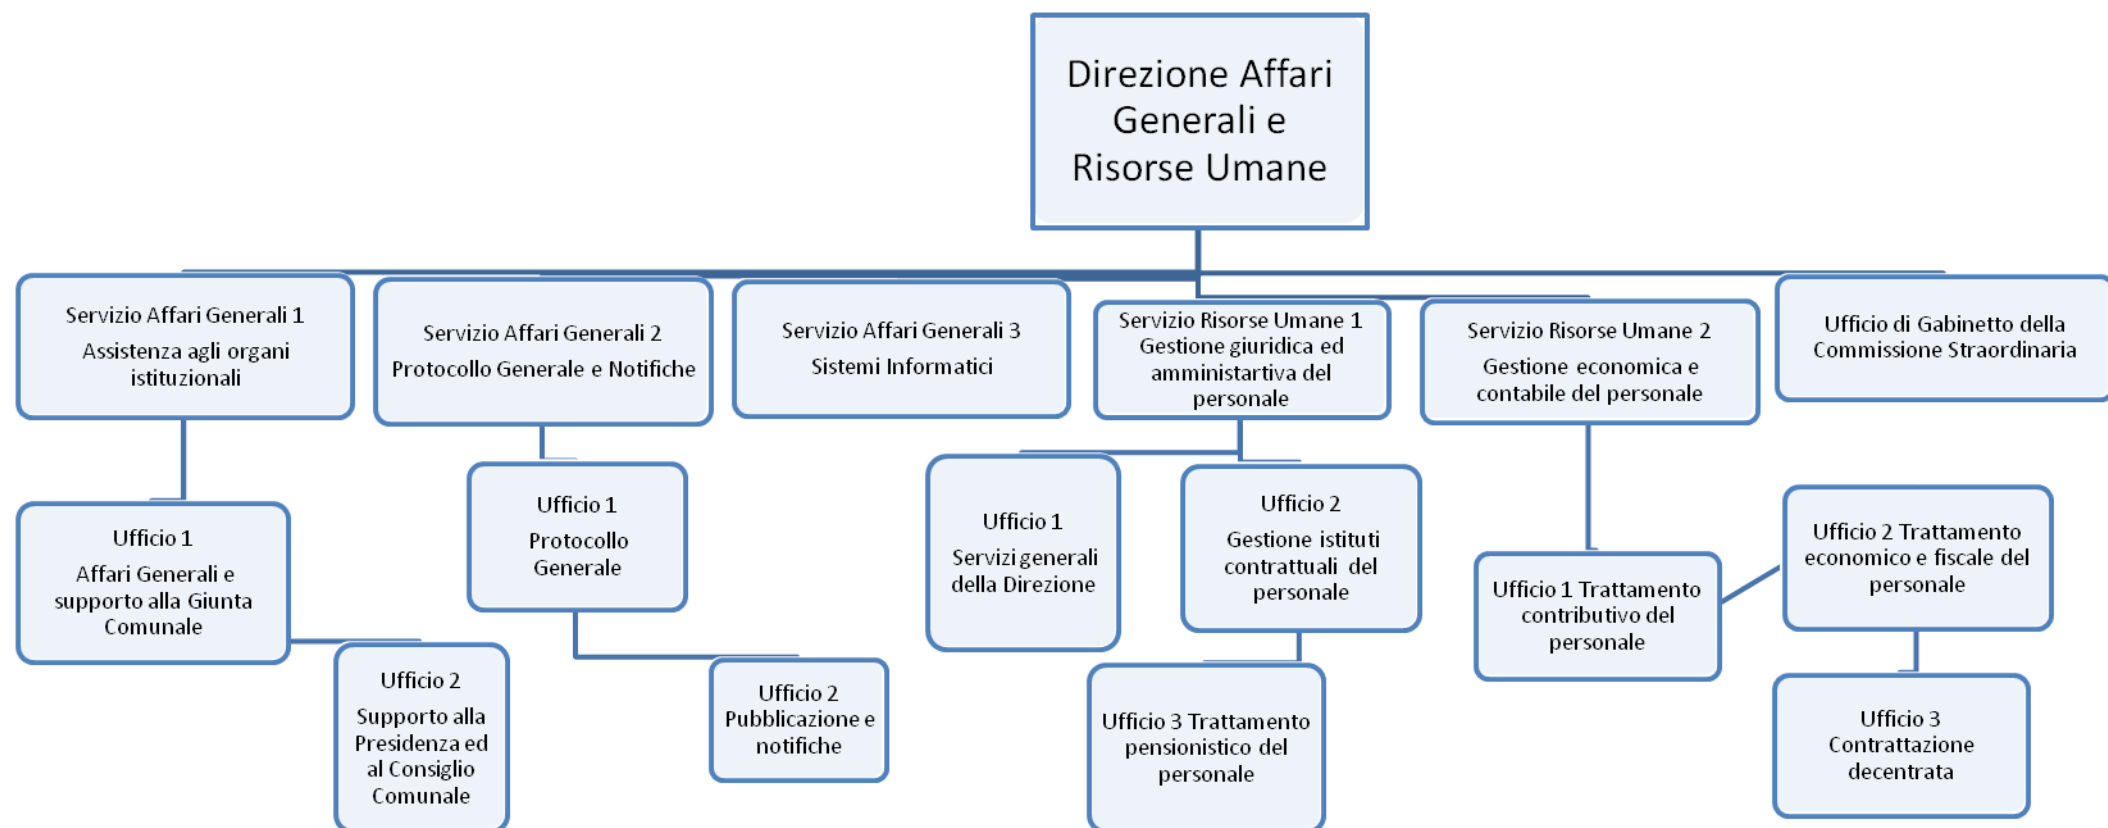 Direzione Affari
Generali e
Risorse Umane
Servizio Affari Generali 1
Assistenza agli organi
istituzionali
Servizio Affari Generali 2
Protocollo Generale e Notifiche
Servizio Affari Generali 3
Sistemi Informatici
Servizio Risorse Umane 1
Gestione giuridica ed
amministartiva del
personale
Servizio Risorse Umane 2
Gestione economica e
contabile del personale
Ufficio di Gabinetto della
Commissione Straordinaria
Ufficio 1
Affari Generali e
supporto alla Giunta
Comunale
Ufficio 2
Supporto alla
Presidenza ed
al Consiglio
Comunale
Ufficio 1
Protocollo
Generale
Ufficio 2
Pubblicazione e
notifiche
Ufficio 1
Servizi generali
della Direzione
Ufficio 2
Gestione istituti
contrattuali del
personale
Ufficio 3 Trattamento
pensionistico del
personale
Ufficio 1 Trattamento
contributivo del
personale
Ufficio 2 Trattamento
economico e fiscale del
personale
Ufficio 3
Contrattazione
decentrata